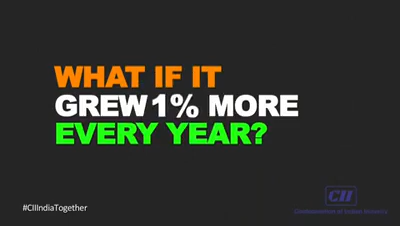 WHAT IF IT
GREW 1% MORE
EVERY YEAR?
#CIIIndiaTogether
CII
Confederation of Indian Industry